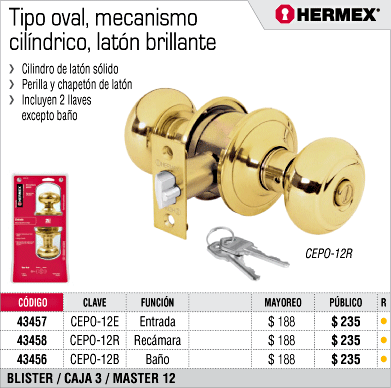 Tipo oval, mecanismo
cilíndrico, latón brillante
HERMEX®
› Cilindro de latón sólido
› Perilla y chapetón de latón
› Incluyen 2 llaves
excepto baño
HERMEX
CEPO-12R
CÓDIGO CLAVE FUNCIÓN MAYOREO PÚBLICO R
43457 CEPO-12E Entrada $ 188 $ 235
43458 CEPO-12R Recámara $ 188 $ 235
43456 CEPO-12B Baño $ 188 $ 235
BLISTER / CAJA 3 / MASTER 12